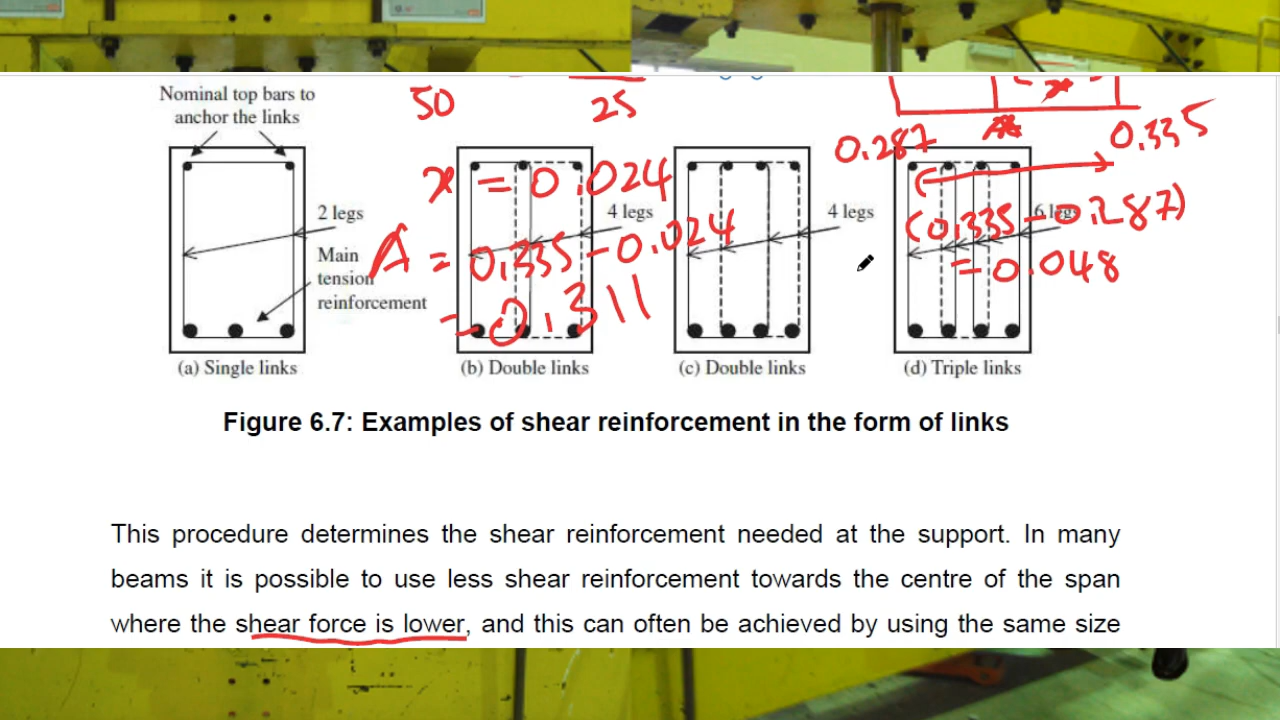 50
25
Nominal top bars to
anchor the links
0.287
0.335
x = 0.024
2 legs
4 legs
4 legs
6 legs
(0.335 - 0.287)
= 0.048
A = 0.335 - 0.024
= 0.311
Main
tension
reinforcement
(a) Single links
(b) Double links
(c) Double links
(d) Triple links
Figure 6.7: Examples of shear reinforcement in the form of links
This procedure determines the shear reinforcement needed at the support. In many
beams it is possible to use less shear reinforcement towards the centre of the span
where the shear force is lower, and this can often be achieved by using the same size